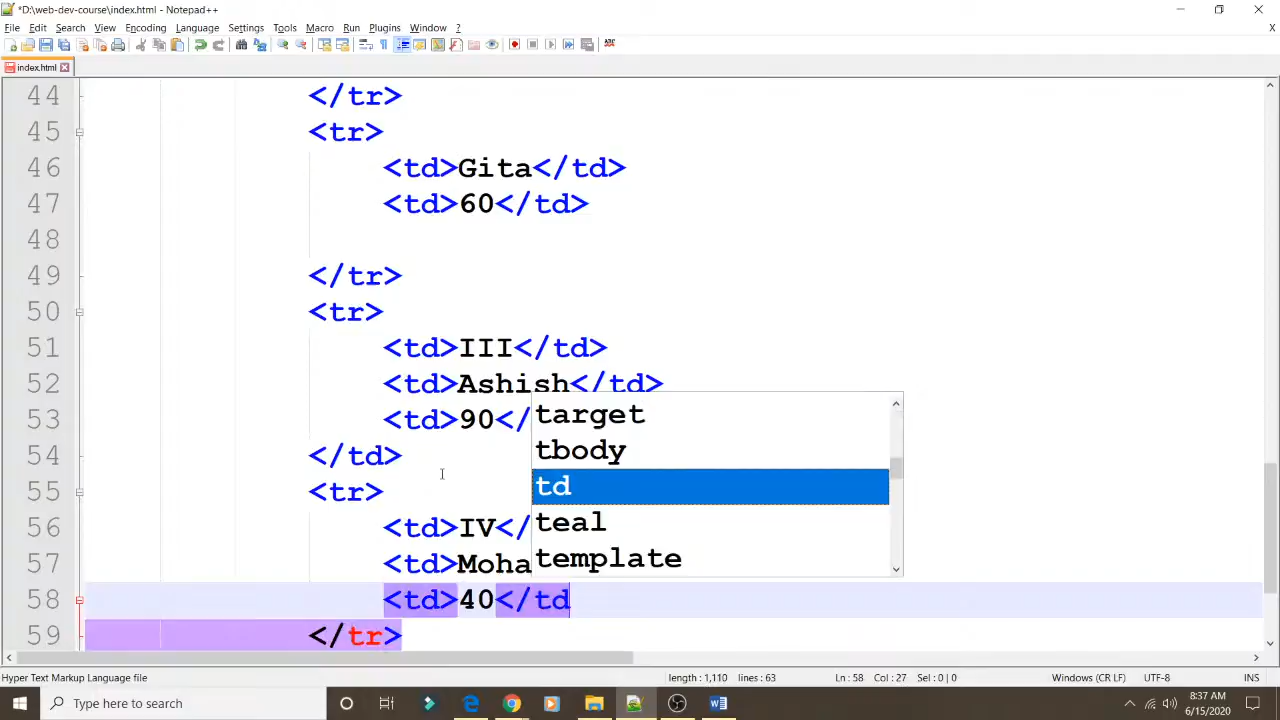 *D:\web-dev-course\index.html - Notepad++
File Edit Search View Encoding Language Settings Tools Macro Run Plugins Window ?
X
index.html
44 </tr>
45 <tr>
46 <td>Gita</td>
47 <td>60</td>
48
49 </tr>
50 <tr>
51 <td>III</td>
52 <td>Ashish</td>
53 <td>90</
54 </td>
55 <tr>
56 <td>IV</
57 <td>Moha
58 <td>40</td
59 </tr>
target
tbody
td
teal
template
Hyper Text Markup Language file length : 1,110 lines : 63 Ln : 58 Col : 27 Sel : 0 | 0 Windows (CR LF) UTF-8 INS
Type here to search
8:37 AM
6/15/2020